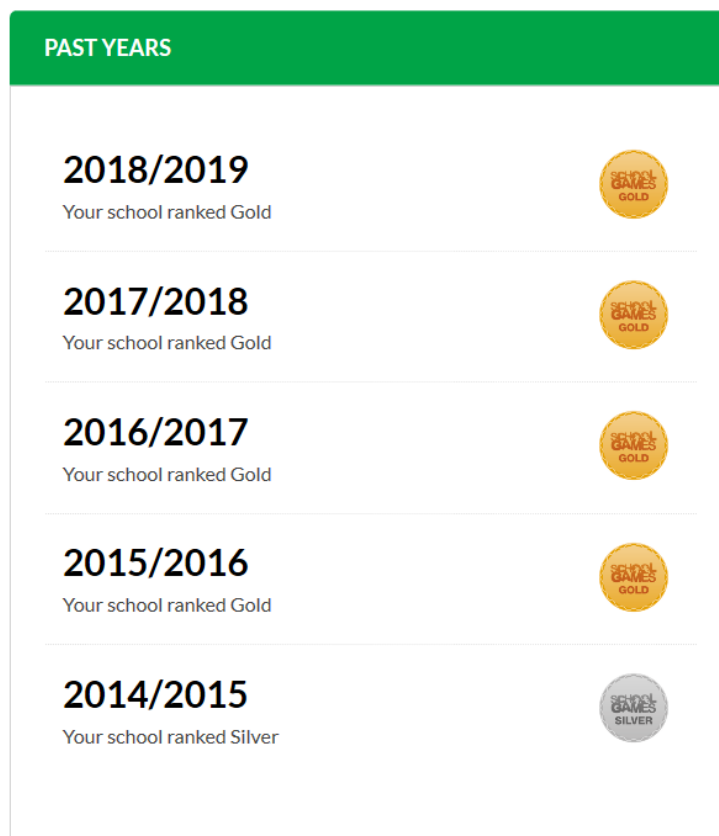 PAST YEARS
2018/2019
Your school ranked Gold
SCHOOL
GAMES
GOLD
2017/2018
Your school ranked Gold
SCHOOL
GAMES
GOLD
2016/2017
Your school ranked Gold
SCHOOL
GAMES
GOLD
2015/2016
Your school ranked Gold
SCHOOL
GAMES
GOLD
2014/2015
Your school ranked Silver
SCHOOL
GAMES
SILVER